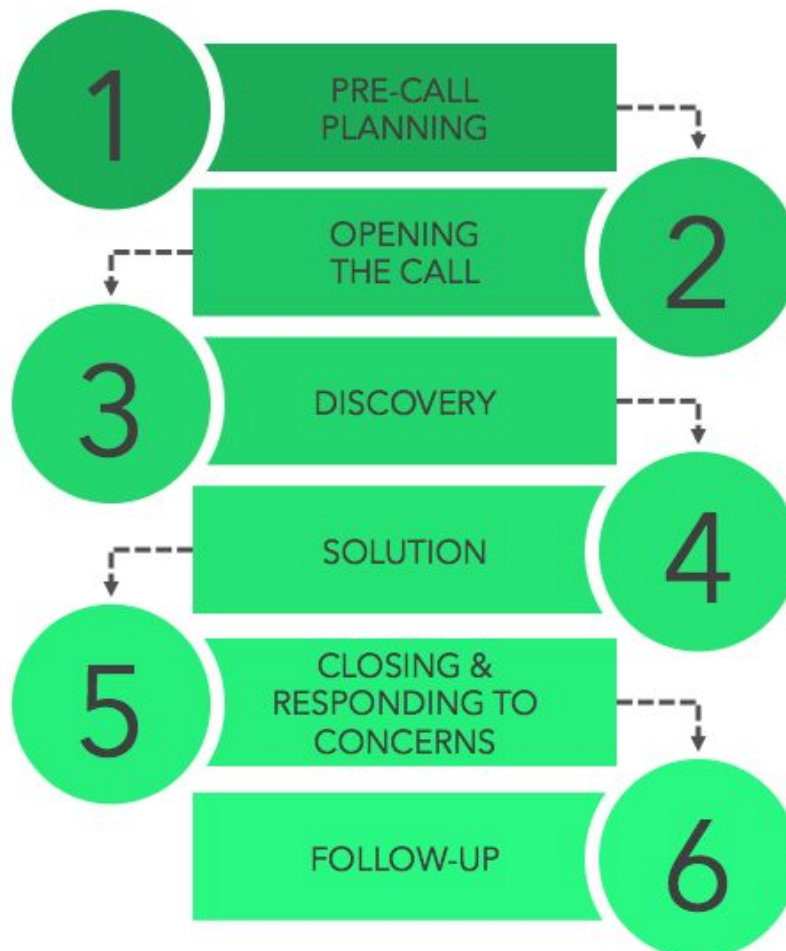 1
PRE-CALL
PLANNING
2
OPENING
THE CALL
3
DISCOVERY
4
SOLUTION
5
CLOSING &
RESPONDING TO
CONCERNS
6
FOLLOW-UP